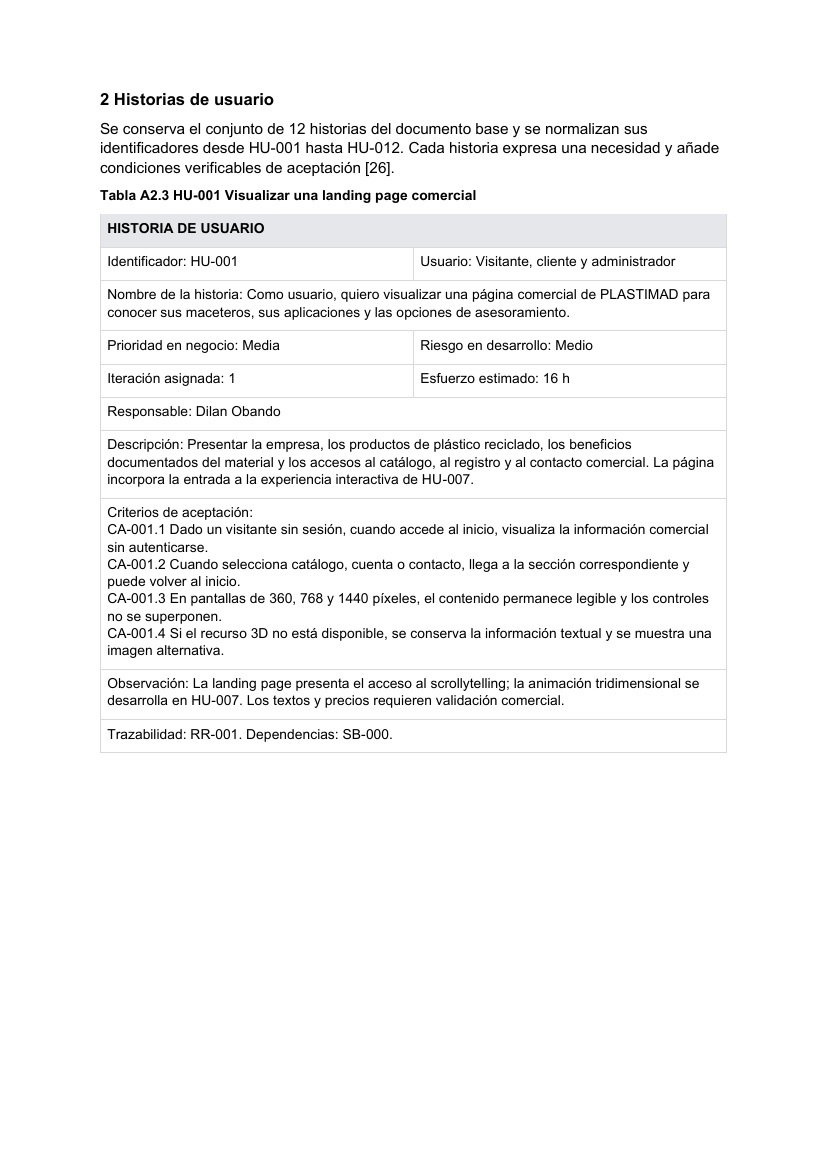 2 Historias de usuario
Se conserva el conjunto de 12 historias del documento base y se normalizan sus
identificadores desde HU-001 hasta HU-012. Cada historia expresa una necesidad y añade
condiciones verificables de aceptación [26].
Tabla A2.3 HU-001 Visualizar una landing page comercial
HISTORIA DE USUARIO
Identificador: HU-001
Usuario: Visitante, cliente y administrador
Nombre de la historia: Como usuario, quiero visualizar una página comercial de PLASTIMAD para
conocer sus maceteros, sus aplicaciones y las opciones de asesoramiento.
Prioridad en negocio: Media
Riesgo en desarrollo: Medio
Iteración asignada: 1
Esfuerzo estimado: 16 h
Responsable: Dilan Obando
Descripción: Presentar la empresa, los productos de plástico reciclado, los beneficios
documentados del material y los accesos al catálogo, al registro y al contacto comercial. La página
incorpora la entrada a la experiencia interactiva de HU-007.
Criterios de aceptación:
CA-001.1 Dado un visitante sin sesión, cuando accede al inicio, visualiza la información comercial
sin autenticarse.
CA-001.2 Cuando selecciona catálogo, cuenta o contacto, llega a la sección correspondiente y
puede volver al inicio.
CA-001.3 En pantallas de 360, 768 y 1440 píxeles, el contenido permanece legible y los controles
no se superponen.
CA-001.4 Si el recurso 3D no está disponible, se conserva la información textual y se muestra una
imagen alternativa.
Observación: La landing page presenta el acceso al scrollytelling; la animación tridimensional se
desarrolla en HU-007. Los textos y precios requieren validación comercial.
Trazabilidad: RR-001. Dependencias: SB-000.